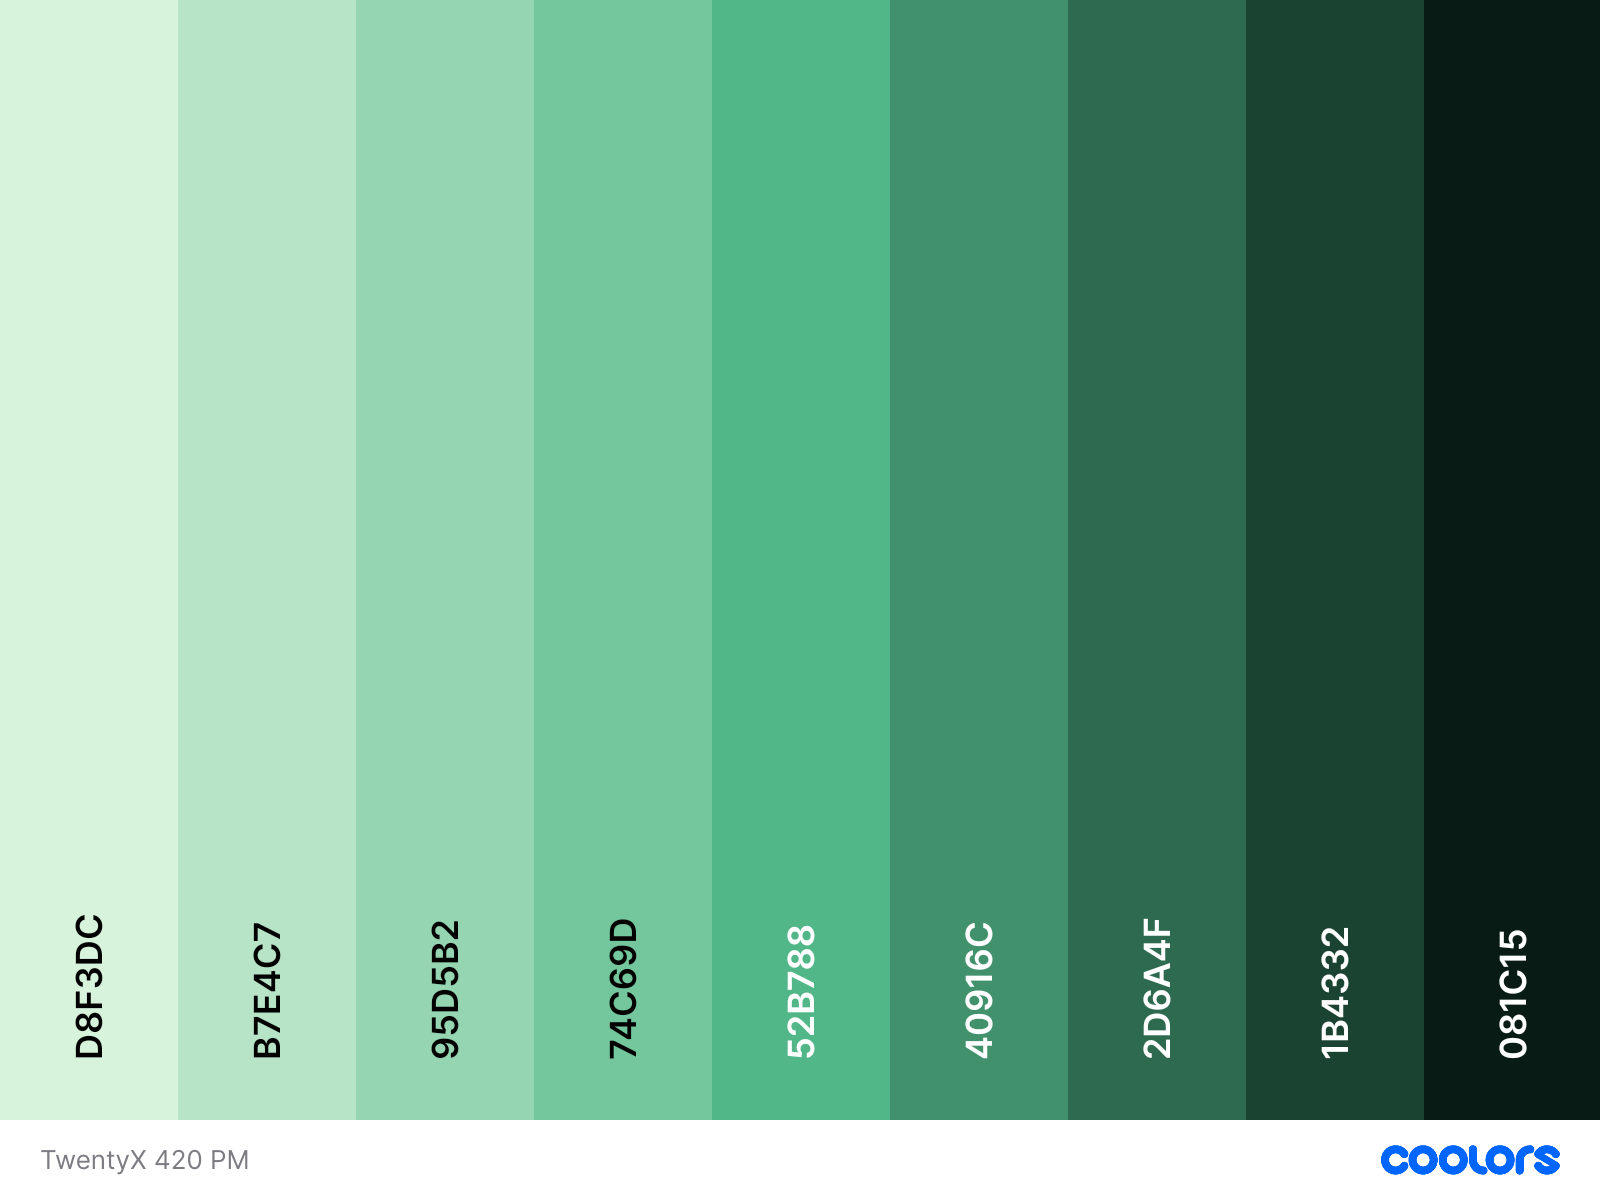 D8F3DC
B7E4C7
95D5B2
74C69D
52B788
40916C
2D6A4F
1B4332
081C15
TwentyX 420 PM
coolors